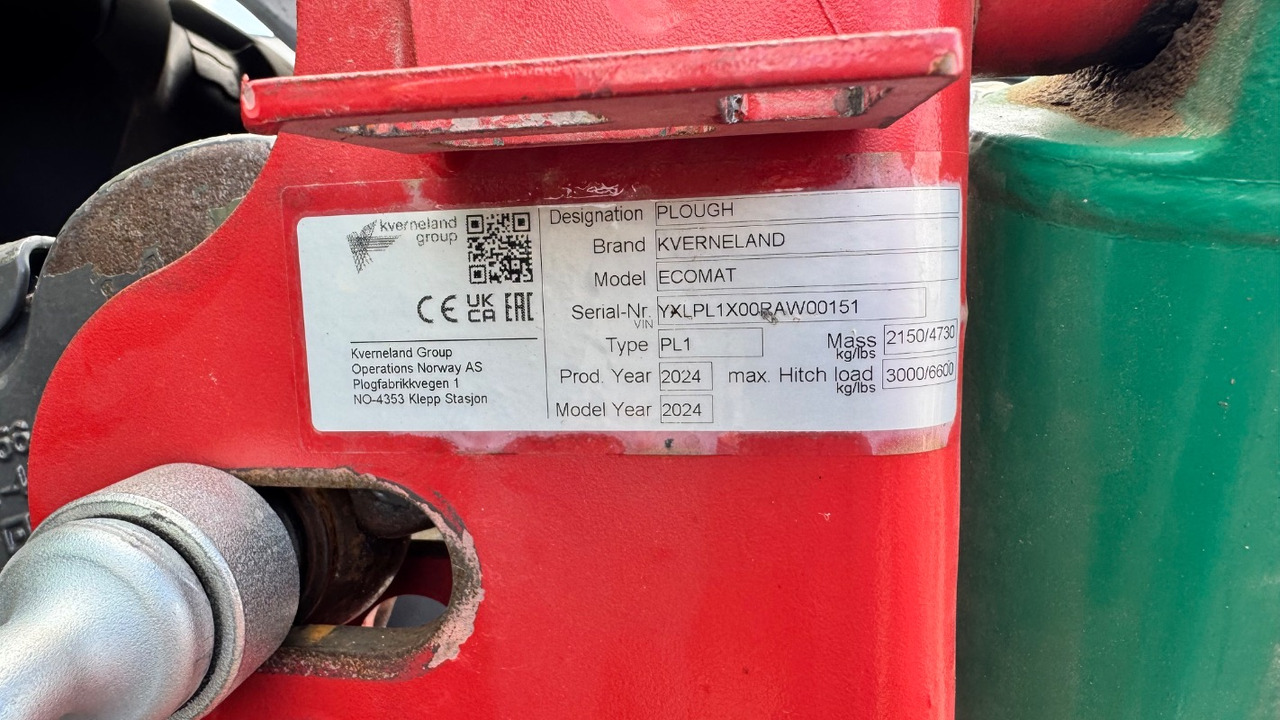 kverneland
group
CE UK
CA EAC
Kverneland Group
Operations Norway AS
Plogfabrikkvegen 1
NO-4353 Klepp Stasjon
Designation PLOUGH
Brand KVERNELAND
Model ECOMAT
Serial-Nr. YXLPL1X00RAW00151
VIN
Type PL1
Mass 2150/4730
kg/lbs
Prod. Year 2024 max. Hitch load 3000/6600
kg/lbs
Model Year 2024